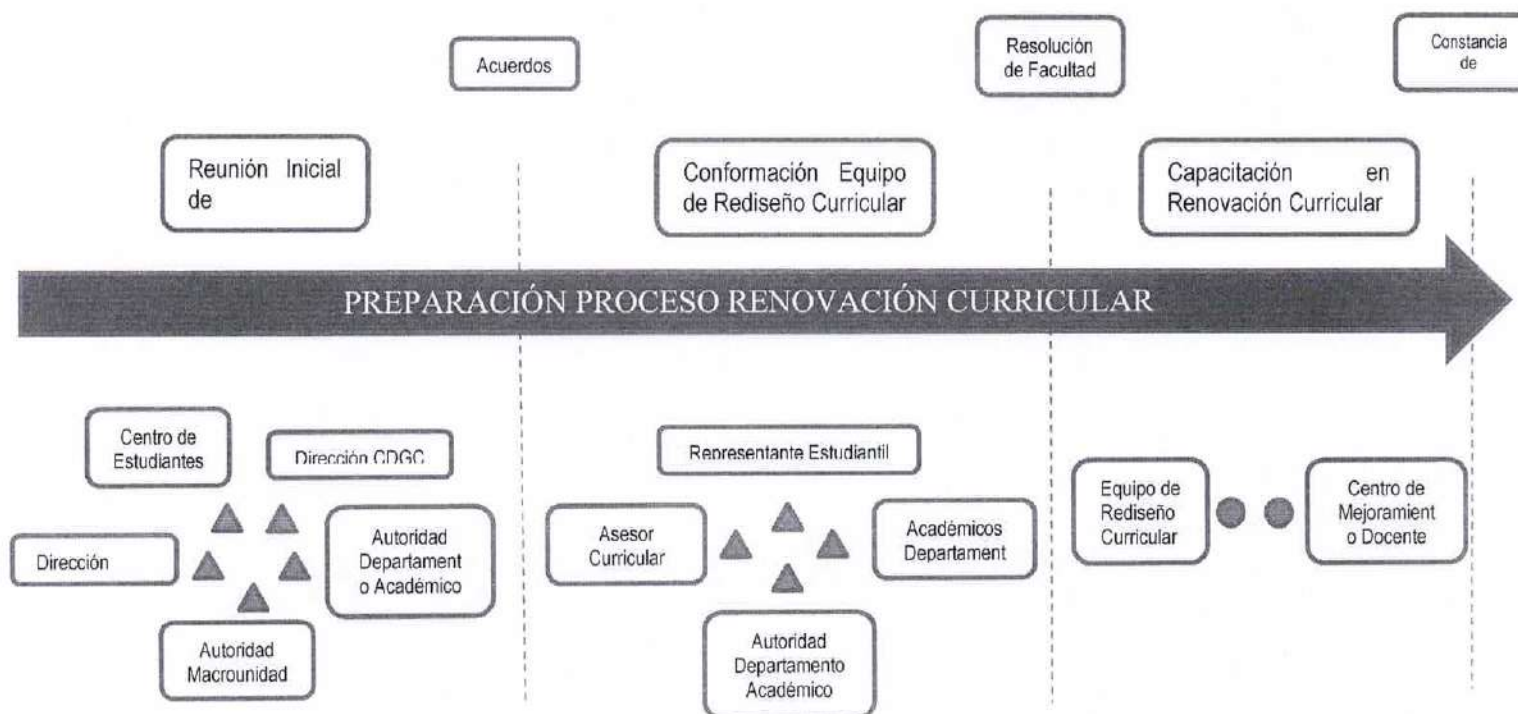 Acuerdos
Resolución
de Facultad
Constancia
de
Reunión Inicial
de
Conformación Equipo
de Rediseño Curricular
Capacitación en
Renovación Curricular
PREPARACIÓN PROCESO RENOVACIÓN CURRICULAR
Centro de
Estudiantes
Dirección CDGC
Dirección
Autoridad
Departament
o Académico
Autoridad
Macrounidad
Representante Estudiantil
Asesor
Curricular
Académicos
Departament
Autoridad
Departamento
Académico
Equipo de
Rediseño
Curricular
Centro de
Mejoramient
o Docente